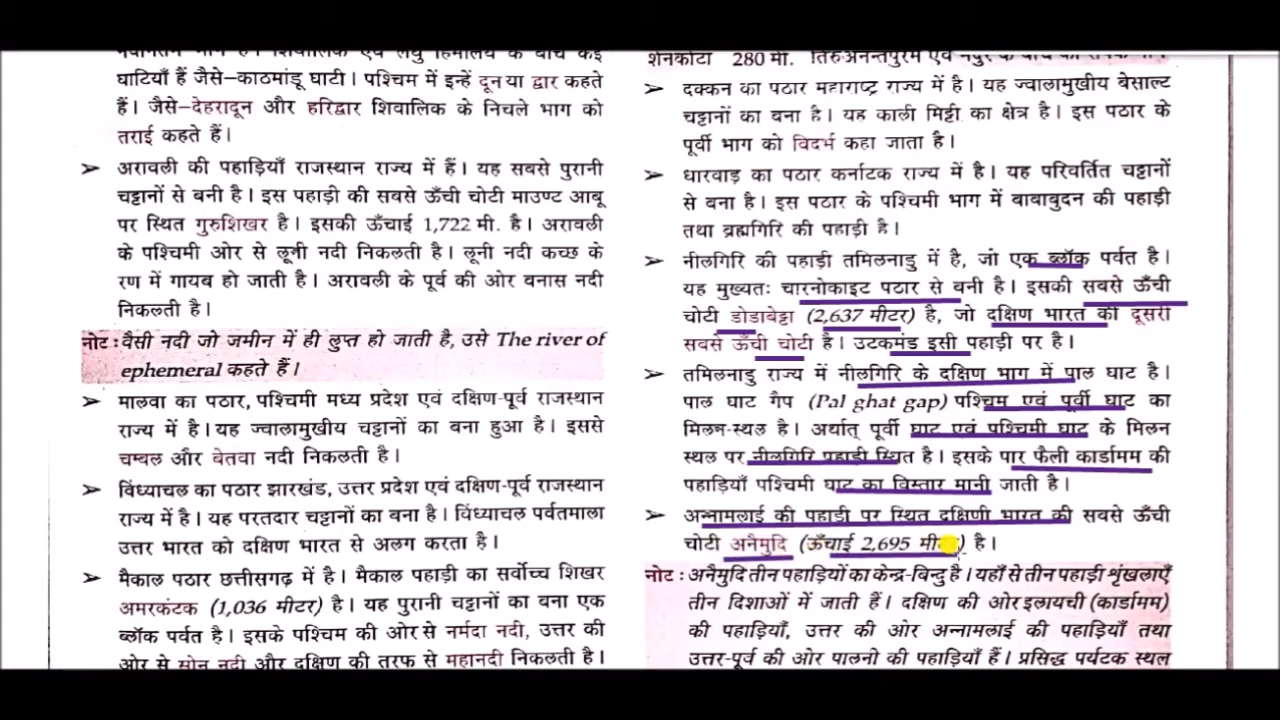 घाटियाँ हैं जैसे–काठमांडू घाटी। पश्चिम में इन्हें दून या द्वार कहते
हैं। जैसे–देहरादून और हरिद्वार शिवालिक के निचले भाग को
तराई कहते हैं।
➢ अरावली की पहाड़ियाँ राजस्थान राज्य में हैं। यह सबसे पुरानी
चट्टानों से बनी है। इस पहाड़ी की सबसे ऊँची चोटी माउण्ट आबू
पर स्थित गुरुशिखर है। इसकी ऊँचाई 1,722 मी. है। अरावली
के पश्चिमी ओर से लूनी नदी निकलती है। लूनी नदी कच्छ के
रण में गायब हो जाती है। अरावली के पूर्व की ओर बनास नदी
निकलती है।
नोट : वैसी नदी जो जमीन में ही लुप्त हो जाती है, उसे The river of
ephemeral कहते हैं।
➢ मालवा का पठार, पश्चिमी मध्य प्रदेश एवं दक्षिण-पूर्व राजस्थान
राज्य में है। यह ज्वालामुखीय चट्टानों का बना हुआ है। इससे
चम्बल और बेतवा नदी निकलती है।
➢ विंध्याचल का पठार झारखंड, उत्तर प्रदेश एवं दक्षिण-पूर्व राजस्थान
राज्य में है। यह परतदार चट्टानों का बना है। विंध्याचल पर्वतमाला
उत्तर भारत को दक्षिण भारत से अलग करता है।
➢ मैकाल पठार छत्तीसगढ़ में है। मैकाल पहाड़ी का सर्वोच्च शिखर
अमरकंटक (1,036 मीटर) है। यह पुरानी चट्टानों का बना एक
ब्लॉक पर्वत है। इसके पश्चिम की ओर से नर्मदा नदी, उत्तर की
ओर से सोन नदी और दक्षिण की तरफ से महानदी निकलती है।
शेनकोटा 280 मी. तिरुअनन्तपुरम एवं
➢ दक्कन का पठार महाराष्ट्र राज्य में है। यह ज्वालामुखीय बेसाल्ट
चट्टानों का बना है। यह काली मिट्टी का क्षेत्र है। इस पठार के
पूर्वी भाग को विदर्भ कहा जाता है।
➢ धारवाड़ का पठार कर्नाटक राज्य में है। यह परिवर्तित चट्टानों
से बना है। इस पठार के पश्चिमी भाग में बाबाबुदन की पहाड़ी
तथा ब्रह्मगिरि की पहाड़ी है।
➢ नीलगिरि की पहाड़ी तमिलनाडु में है, जो एक ब्लॉक पर्वत है।
यह मुख्यतः चारनोकाइट पठार से बनी है। इसकी सबसे ऊँची
चोटी डोडाबेट्टा (2,637 मीटर) है, जो दक्षिण भारत की दूसरी
सबसे ऊँची चोटी है। उटकमंड इसी पहाड़ी पर है।
➢ तमिलनाडु राज्य में नीलगिरि के दक्षिण भाग में पाल घाट है।
पाल घाट गैप (Pal ghat gap) पश्चिम एवं पूर्वी घाट का
मिलन-स्थल है। अर्थात् पूर्वी घाट एवं पश्चिमी घाट के मिलन
स्थल पर नीलगिरि पहाड़ी स्थित है। इसके पार फैली कार्डामम की
पहाड़ियाँ पश्चिमी घाट का विस्तार मानी जाती है।
➢ अन्नामलाई की पहाड़ी पर स्थित दक्षिणी भारत की सबसे ऊँची
चोटी अनैमुदि (ऊँचाई 2,695 मीटर) है।
नोट : अनैमुदि तीन पहाड़ियों का केन्द्र-बिन्दु है। यहाँ से तीन पहाड़ी शृंखलाएँ
तीन दिशाओं में जाती हैं। दक्षिण की ओर इलायची (कार्डामम)
की पहाड़ियाँ, उत्तर की ओर अन्नामलाई की पहाड़ियाँ तथा
उत्तर-पूर्व की ओर पालनी की पहाड़ियाँ हैं। प्रसिद्ध पर्यटक स्थल